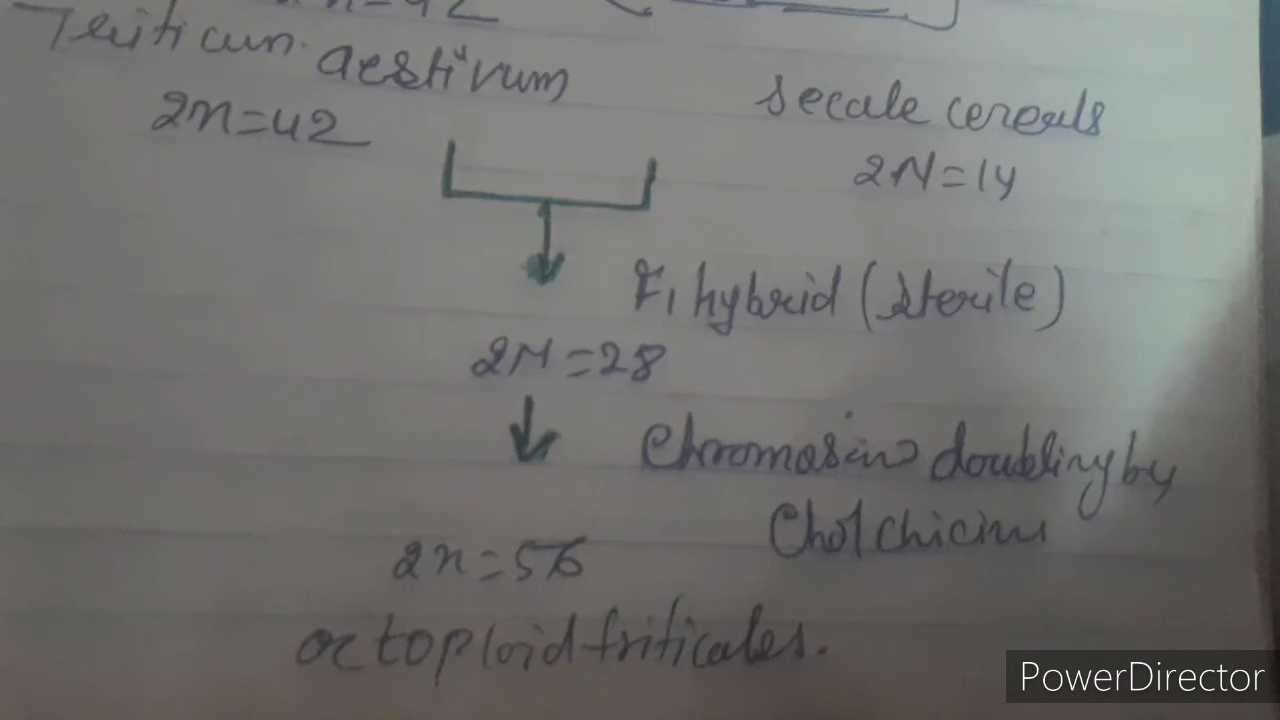 Triticum aestivum
2n=42
Secale cereals
2N=14
F1 hybrid (sterile)
2N=28
Chromosin doubling by
Cholchicine
2n=56
octoploid triticales.
PowerDirector